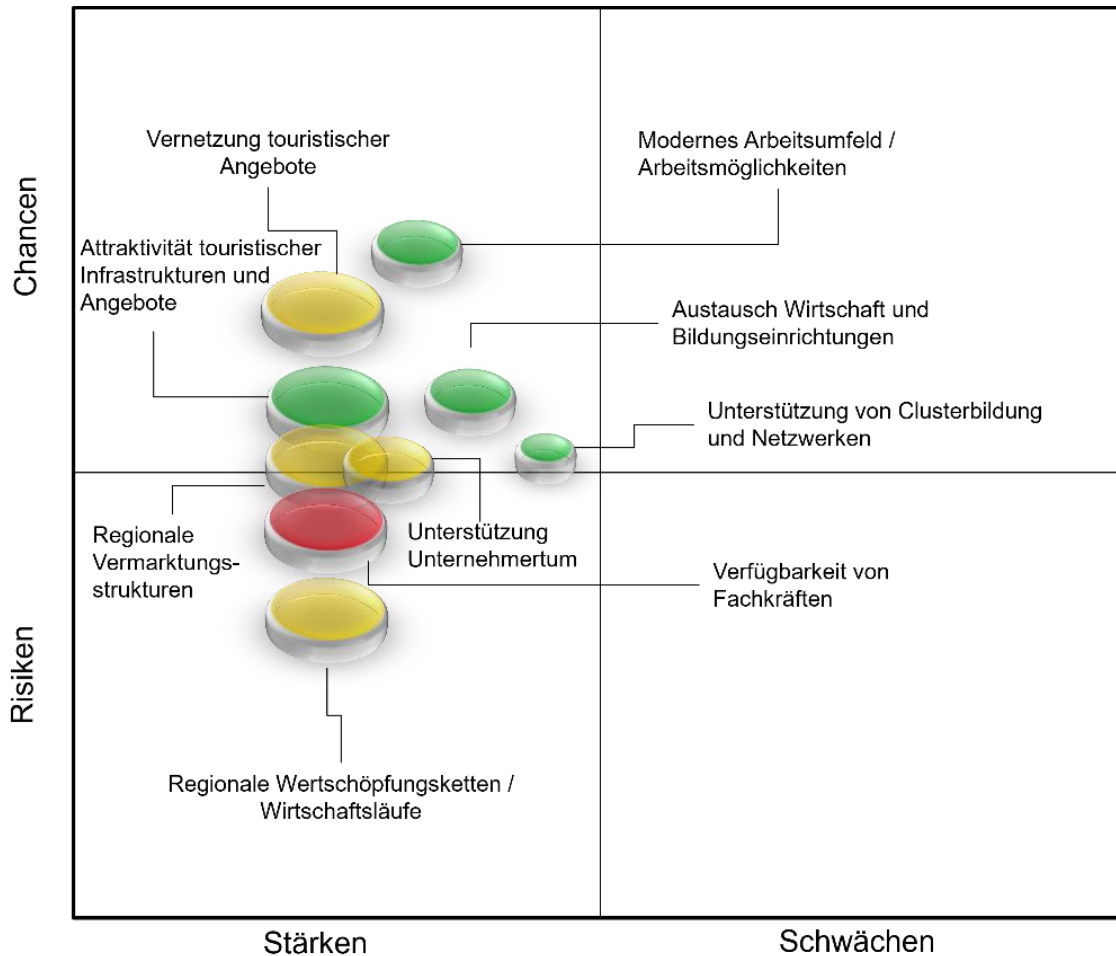 Vernetzung touristischer
Angebote
Modernes Arbeitsumfeld /
Arbeitsmöglichkeiten
Chancen
Attraktivität touristischer
Infrastrukturen und
Angebote
Austausch Wirtschaft und
Bildungseinrichtungen
Unterstützung von Clusterbildung
und Netzwerken
Regionale
Vermarktungs-
strukturen
Unterstützung
Unternehmertum
Verfügbarkeit von
Fachkräften
Risiken
Regionale Wertschöpfungsketten /
Wirtschaftsläufe
Stärken
Schwächen